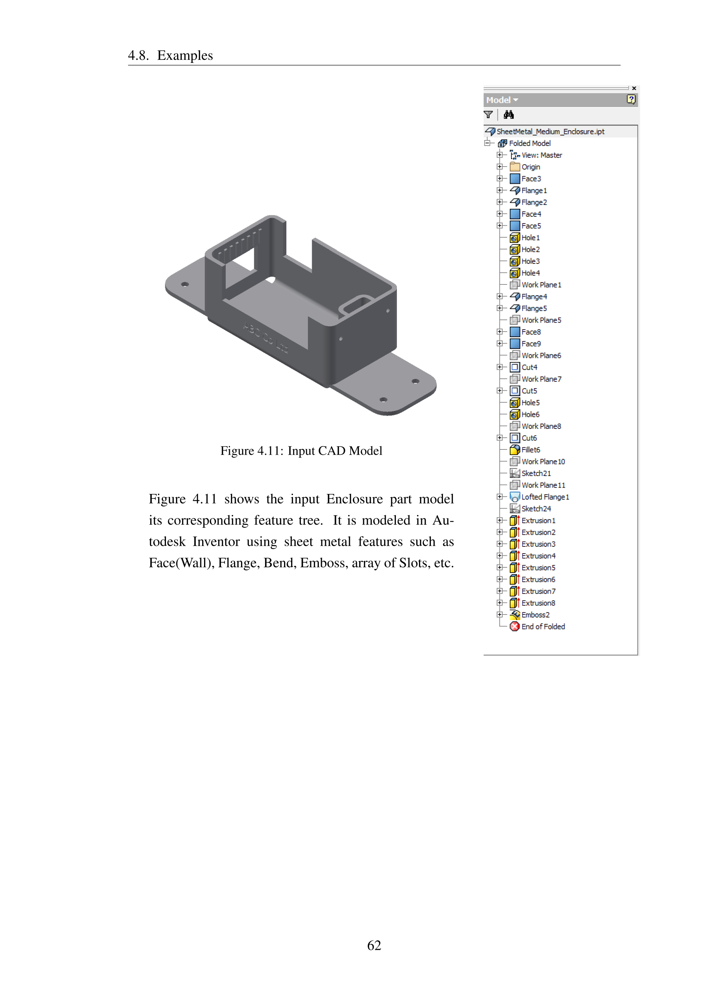 4.8. Examples
Model
SheetMetal_Medium_Enclosure.ipt
Folded Model
View: Master
Origin
Face3
Flange1
Flange2
Face4
Face5
Hole1
Hole2
Hole3
Hole4
Work Plane1
Flange4
Flange5
Work Plane5
Face8
Face9
Work Plane6
Cut4
Work Plane7
Cut5
Hole5
Hole6
Work Plane8
Cut6
Fillet6
Work Plane10
Sketch21
Work Plane11
Lofted Flange1
Sketch24
Extrusion1
Extrusion2
Extrusion3
Extrusion4
Extrusion5
Extrusion6
Extrusion7
Extrusion8
Emboss2
End of Folded
ABC Co Ltd
Figure 4.11: Input CAD Model
Figure 4.11 shows the input Enclosure part model
its corresponding feature tree. It is modeled in Au-
todesk Inventor using sheet metal features such as
Face(Wall), Flange, Bend, Emboss, array of Slots, etc.
62